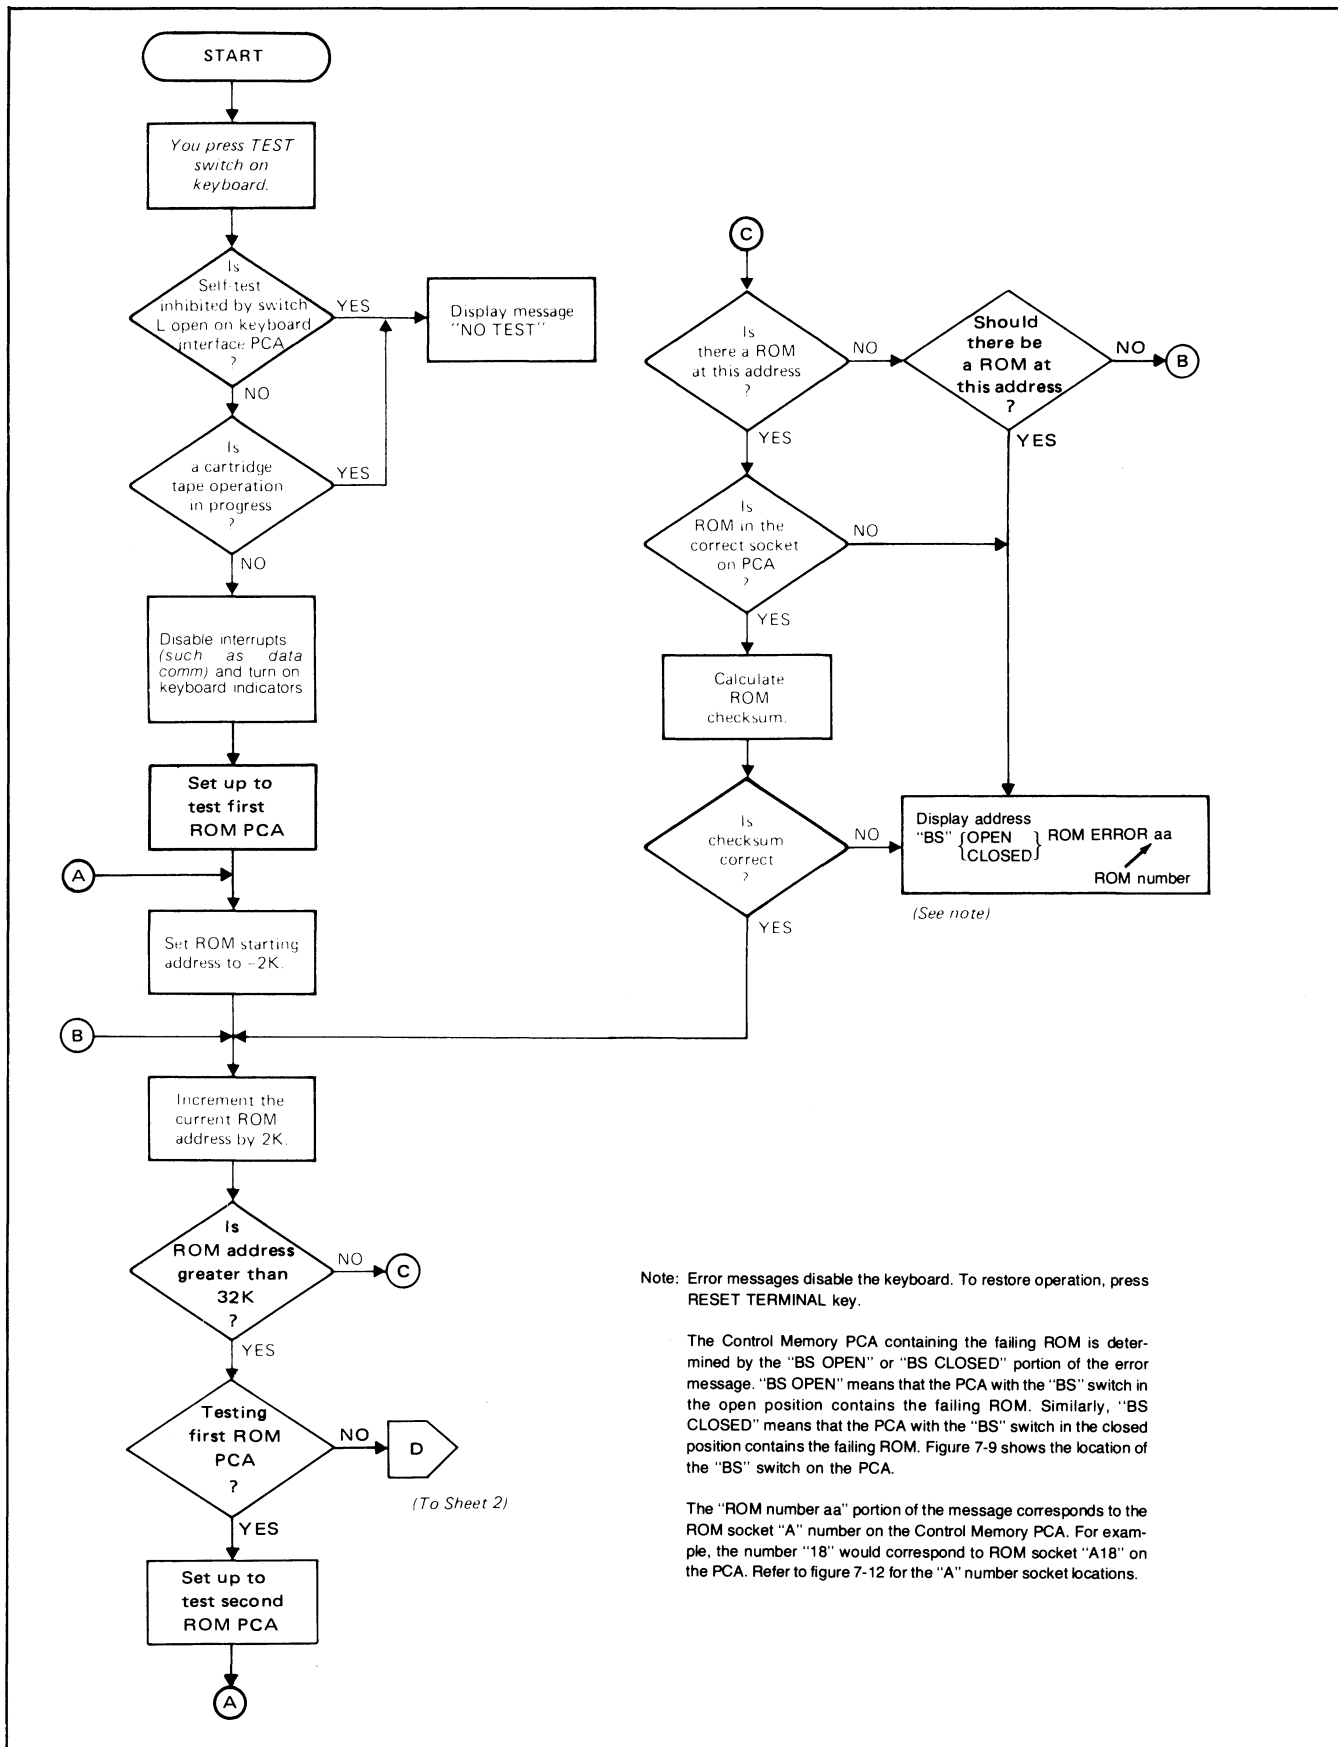 START
You press TEST
switch on
keyboard.
Is
Self-test
inhibited by switch
L open on keyboard
interface PCA
?
YES
Display message
"NO TEST"
NO
Is
a cartridge
tape operation
in progress
?
YES
NO
Disable interrupts
(such as data
comm) and turn on
keyboard indicators
Set up to
test first
ROM PCA
A
Set ROM starting
address to -2K.
B
Increment the
current ROM
address by 2K.
Is
ROM address
greater than
32K
?
NO
C
YES
Testing
first ROM
PCA
?
NO
D
(To Sheet 2)
YES
Set up to
test second
ROM PCA
A
C
Is
there a ROM
at this address
?
NO
Should
there be
a ROM at
this address
?
NO
B
YES
YES
Is
ROM in the
correct socket
on PCA
?
NO
YES
Calculate
ROM
checksum.
Is
checksum
correct
?
NO
YES
Display address
"BS" {OPEN
CLOSED} ROM ERROR aa
ROM number
(See note)
Note: Error messages disable the keyboard. To restore operation, press
RESET TERMINAL key.
The Control Memory PCA containing the failing ROM is deter-
mined by the "BS OPEN" or "BS CLOSED" portion of the error
message. "BS OPEN" means that the PCA with the "BS" switch in
the open position contains the failing ROM. Similarly, "BS
CLOSED" means that the PCA with the "BS" switch in the closed
position contains the failing ROM. Figure 7-9 shows the location of
the "BS" switch on the PCA.
The "ROM number aa" portion of the message corresponds to the
ROM socket "A" number on the Control Memory PCA. For exam-
ple, the number "18" would correspond to ROM socket "A18" on
the PCA. Refer to figure 7-12 for the "A" number socket locations.